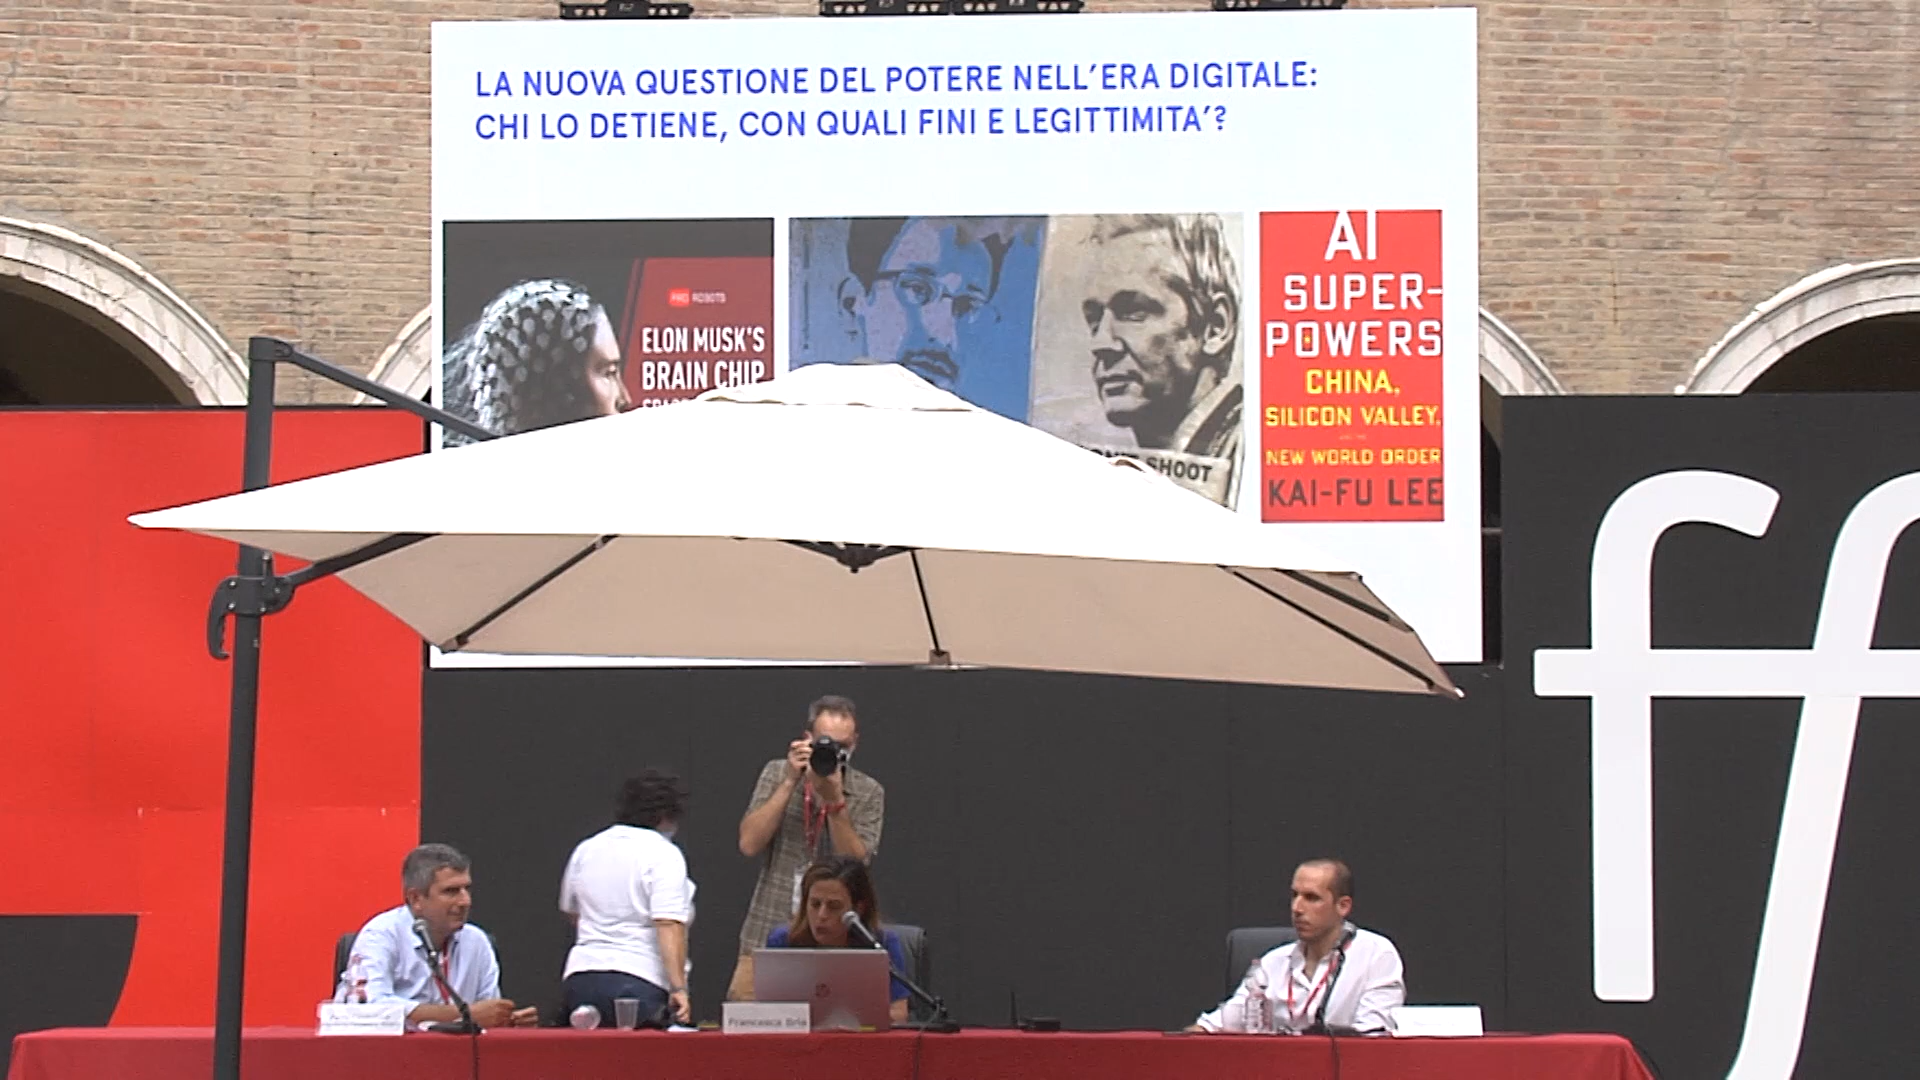 LA NUOVA QUESTIONE DEL POTERE NELL'ERA DIGITALE:
CHI LO DETIENE, CON QUALI FINI E LEGITTIMITA'?
PRO ROBOTS
ELON MUSK'S
BRAIN CHIP
SHOOT
AI
SUPER-
POWERS
CHINA,
SILICON VALLEY,
NEW WORLD ORDER
KAI-FU LEE
ff
Francesca Bria